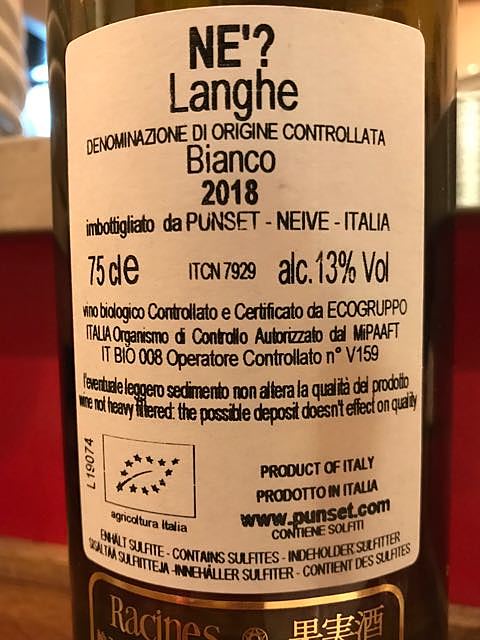 NE'?
Langhe
DENOMINAZIONE DI ORIGINE CONTROLLATA
Bianco
2018
imbottigliato da PUNSET - NEIVE - ITALIA
75 cl e ITCN 7929 alc. 13% Vol
vino biologico Controllato e Certificato da ECOGRUPPO
ITALIA Organismo di Controllo Autorizzato dal MiPAAFT
IT BIO 008 Operatore Controllato n° V159
l'eventuale leggero sedimento non altera la qualità del prodotto
wine not heavy filtered: the possible deposit doesn't effect on quality
L19074
agricoltura Italia
PRODUCT OF ITALY
PRODOTTO IN ITALIA
www.punset.com
CONTIENE SOLFITI
ENHÄLT SULFITE - CONTAINS SULFITES - INDEHOLDER SULFITTER
SISÄLTÄÄ SULFIITTEJA - INNEHÅLLER SULFITER - CONTIENT DES SULFITES
Racines 果実酒